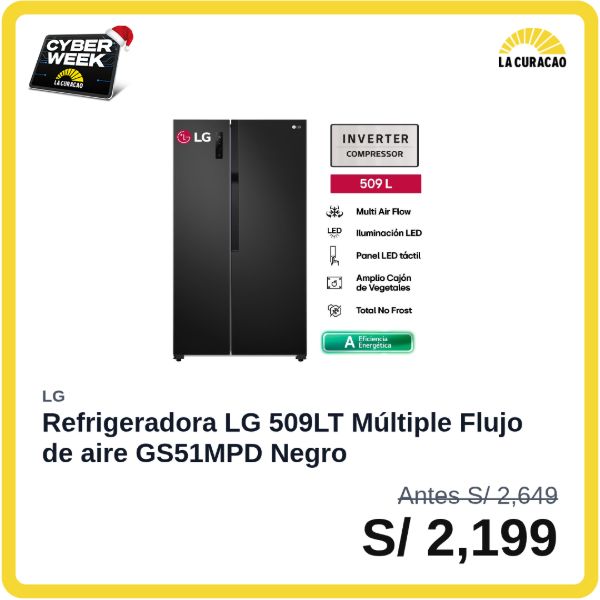 CYBER
WEEK
LA CURACAO
LA CURACAO
LG
LG
INVERTER
COMPRESSOR
509 L
Multi Air Flow
LED
Iluminación LED
Panel LED táctil
Amplio Cajón
de Vegetales
Total No Frost
A Eficiencia
Energética
LG
Refrigeradora LG 509LT Múltiple Flujo
de aire GS51MPD Negro
Antes S/ 2,649
S/ 2,199